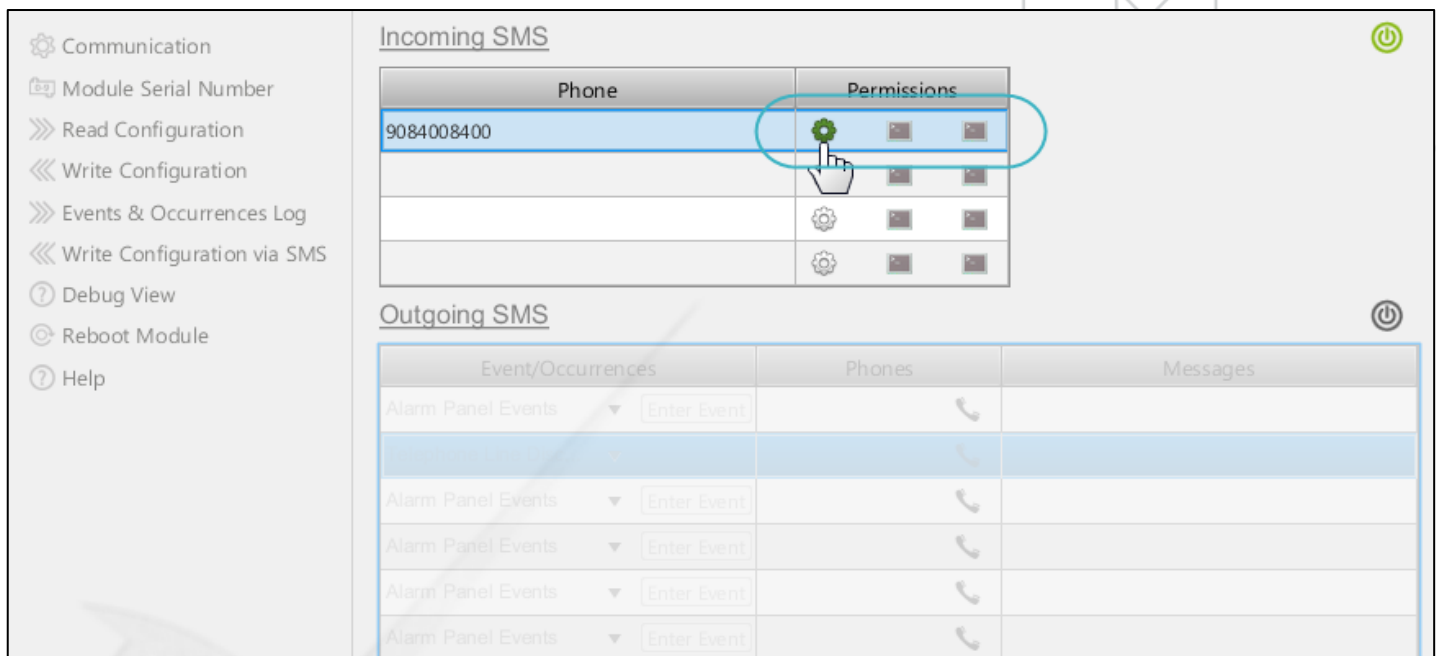 Communication
Module Serial Number
Read Configuration
Write Configuration
Events & Occurrences Log
Write Configuration via SMS
Debug View
Reboot Module
Help
Incoming SMS
Phone Permissions
9084008400
Outgoing SMS
Event/Occurrences Phones Messages
Alarm Panel Events Enter Event
Alarm Panel Events Enter Event
Alarm Panel Events Enter Event
Alarm Panel Events Enter Event
Alarm Panel Events Enter Event